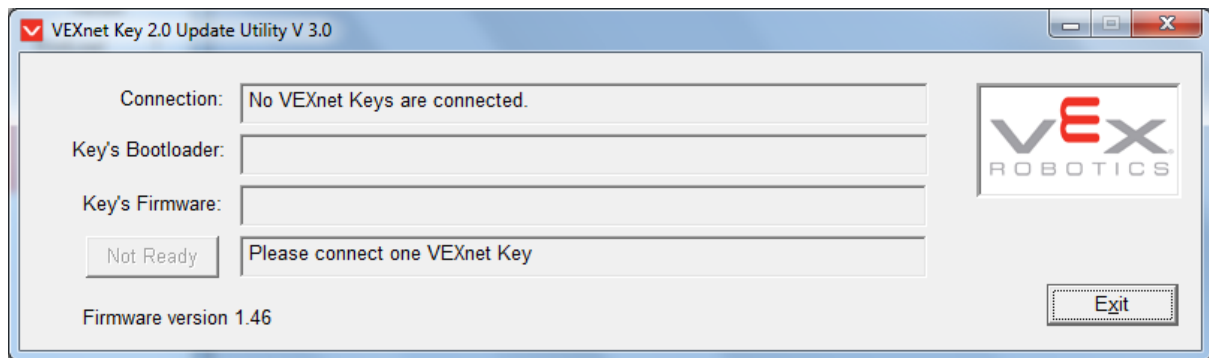 VEXnet Key 2.0 Update Utility V 3.0
Connection: No VEXnet Keys are connected.
Key's Bootloader:
Key's Firmware:
Not Ready Please connect one VEXnet Key
Firmware version 1.46
VEX
ROBOTICS
Exit